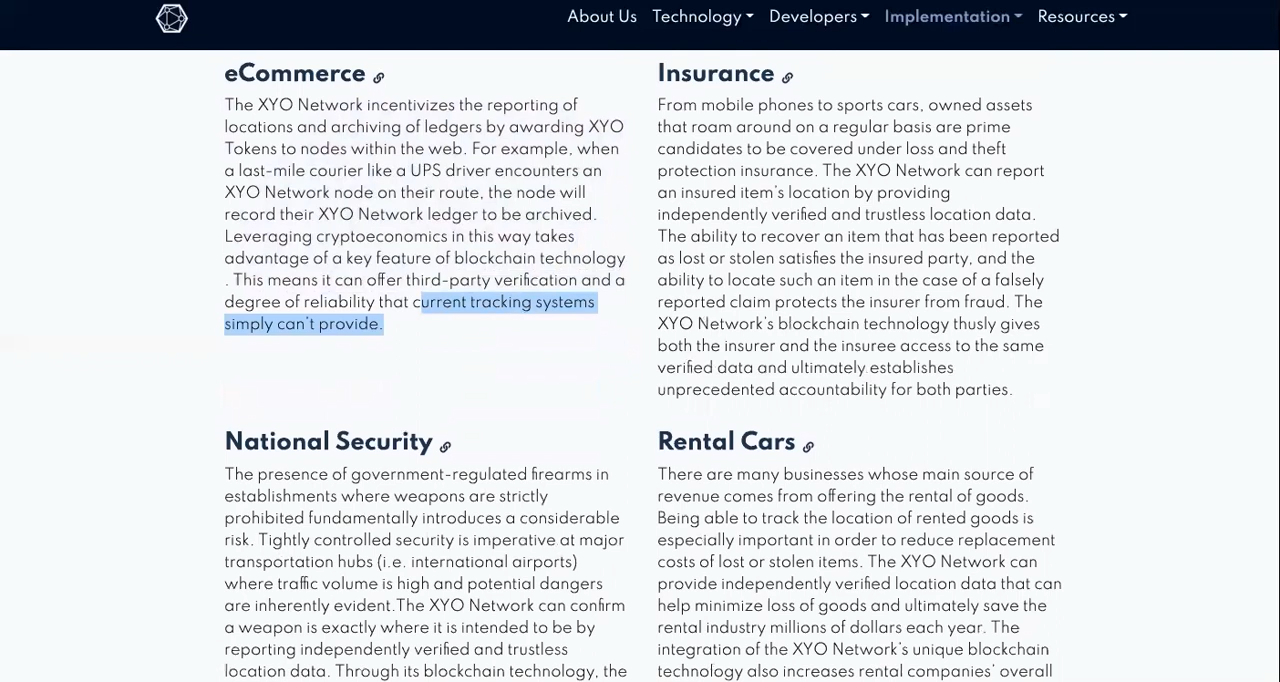 About Us Technology Developers Implementation Resources
eCommerce
The XYO Network incentivizes the reporting of
locations and archiving of ledgers by awarding XYO
Tokens to nodes within the web. For example, when
a last-mile courier like a UPS driver encounters an
XYO Network node on their route, the node will
record their XYO Network ledger to be archived.
Leveraging cryptoeconomics in this way takes
advantage of a key feature of blockchain technology
. This means it can offer third-party verification and a
degree of reliability that current tracking systems
simply can't provide.
Insurance
From mobile phones to sports cars, owned assets
that roam around on a regular basis are prime
candidates to be covered under loss and theft
protection insurance. The XYO Network can report
an insured item's location by providing
independently verified and trustless location data.
The ability to recover an item that has been reported
as lost or stolen satisfies the insured party, and the
ability to locate such an item in the case of a falsely
reported claim protects the insurer from fraud. The
XYO Network's blockchain technology thusly gives
both the insurer and the insuree access to the same
verified data and ultimately establishes
unprecedented accountability for both parties.
National Security
The presence of government-regulated firearms in
establishments where weapons are strictly
prohibited fundamentally introduces a considerable
risk. Tightly controlled security is imperative at major
transportation hubs (i.e. international airports)
where traffic volume is high and potential dangers
are inherently evident.The XYO Network can confirm
a weapon is exactly where it is intended to be by
reporting independently verified and trustless
location data. Through its blockchain technology, the
Rental Cars
There are many businesses whose main source of
revenue comes from offering the rental of goods.
Being able to track the location of rented goods is
especially important in order to reduce replacement
costs of lost or stolen items. The XYO Network can
provide independently verified location data that can
help minimize loss of goods and ultimately save the
rental industry millions of dollars each year. The
integration of the XYO Network's unique blockchain
technology also increases rental companies' overall